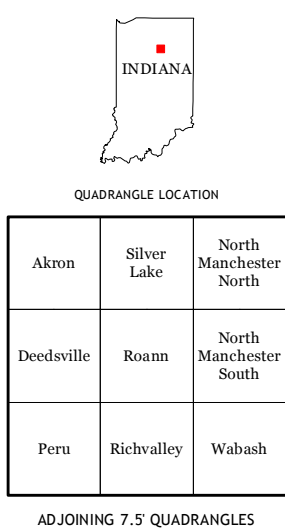 INDIANA
QUADRANGLE LOCATION
Akron
Silver
Lake
North
Manchester
North
Deedsville
Roann
North
Manchester
South
Peru
Richvalley
Wabash
ADJOINING 7.5' QUADRANGLES